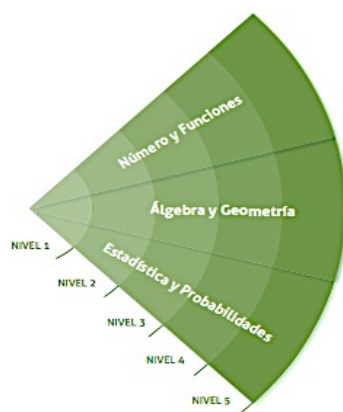 Número y Funciones
Álgebra y Geometría
Estadística y Probabilidades
NIVEL 1
NIVEL 2
NIVEL 3
NIVEL 4
NIVEL 5